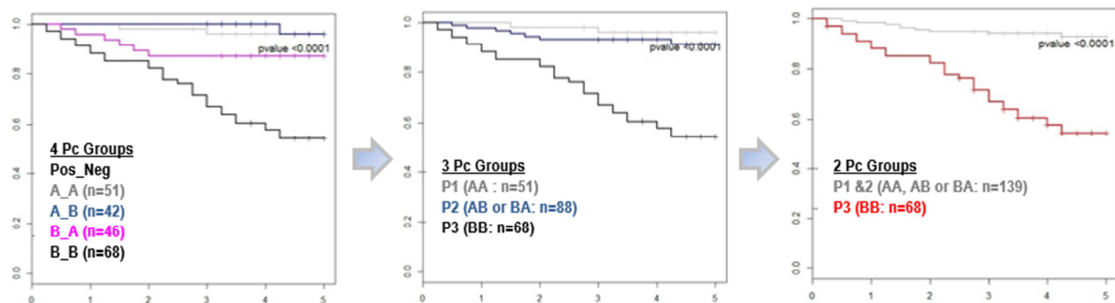 1.0
0.8
0.6
0.4
0.2
0.0
pvalue <0.0001
4 Pc Groups
Pos_Neg
A_A (n=51)
A_B (n=42)
B_A (n=46)
B_B (n=68)
0 1 2 3 4 5
1.0
0.8
0.6
0.4
0.2
0.0
pvalue <0.0001
3 Pc Groups
P1 (AA : n=51)
P2 (AB or BA: n=88)
P3 (BB: n=68)
0 1 2 3 4 5
1.0
0.8
0.6
0.4
0.2
0.0
pvalue <0.0001
2 Pc Groups
P1 &2 (AA, AB or BA: n=139)
P3 (BB: n=68)
0 1 2 3 4 5